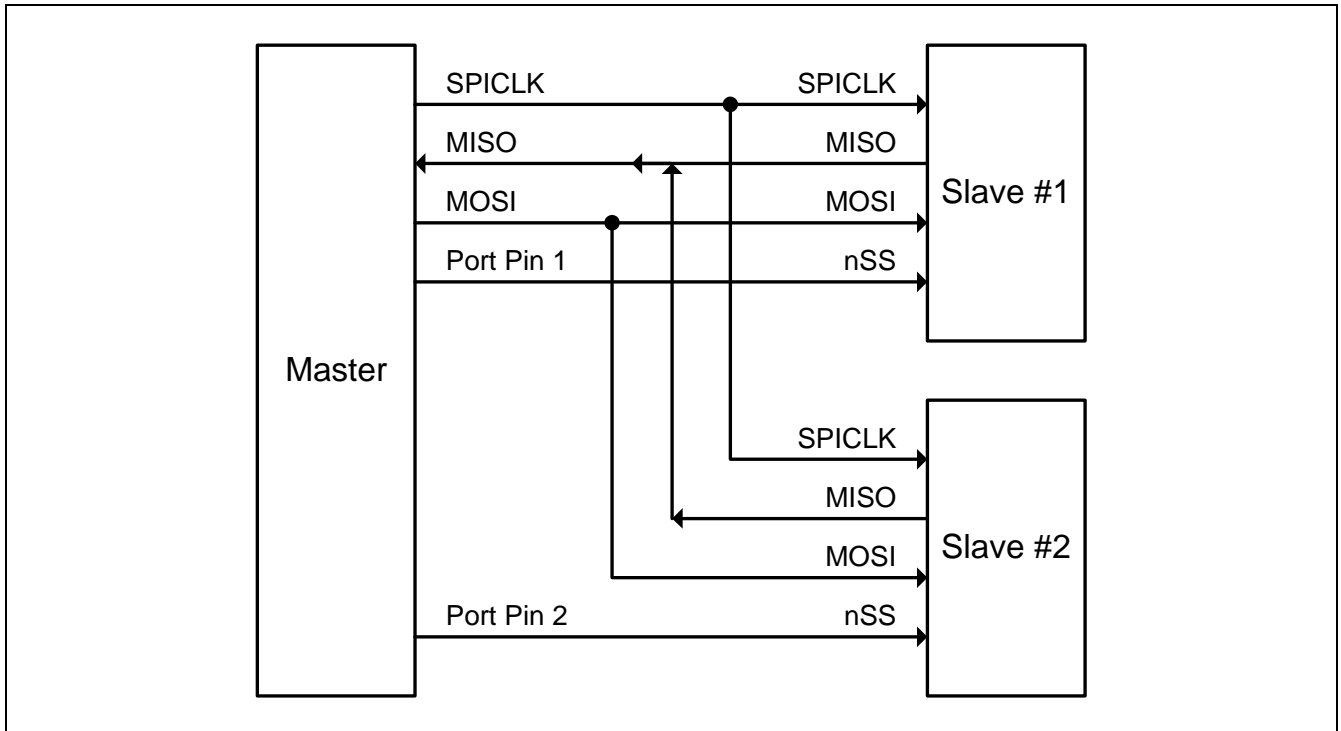 SPICLK SPICLK
MISO MISO
MOSI MOSI
Port Pin 1 nSS
Slave #1
Master
SPICLK
MISO
MOSI
Slave #2
Port Pin 2 nSS